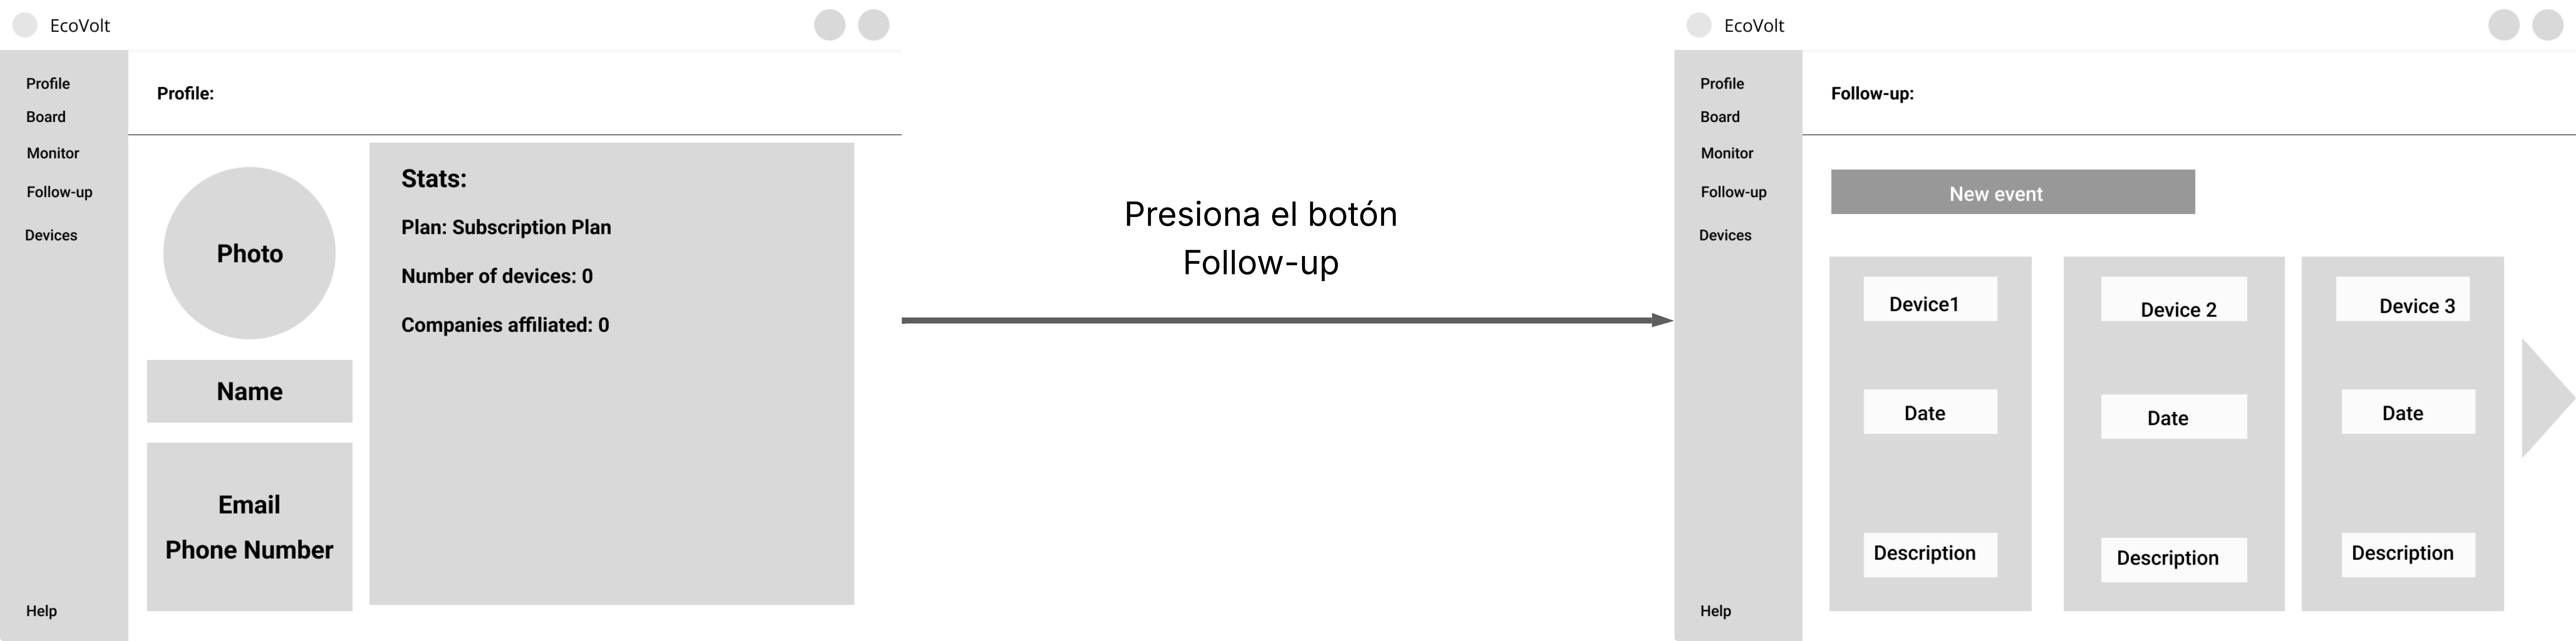 EcoVolt
Profile
Board
Monitor
Follow-up
Devices
Help
Profile:
Photo
Name
Email
Phone Number
Stats:
Plan: Subscription Plan
Number of devices: 0
Companies affiliated: 0
Presiona el botón
Follow-up
EcoVolt
Profile
Board
Monitor
Follow-up
Devices
Help
Follow-up:
New event
Device1
Date
Description
Device 2
Date
Description
Device 3
Date
Description